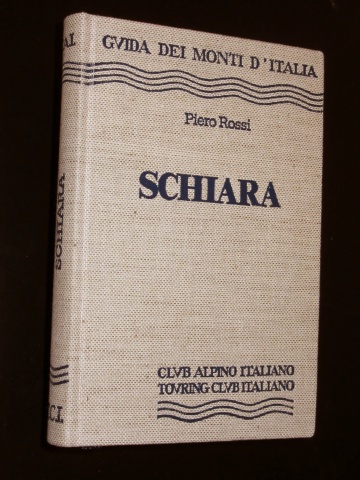 GVIDA DEI MONTI D'ITALIA
Piero Rossi
SCHIARA
CLVB ALPINO ITALIANO
TOVRING CLVB ITALIANO
SCHIARA